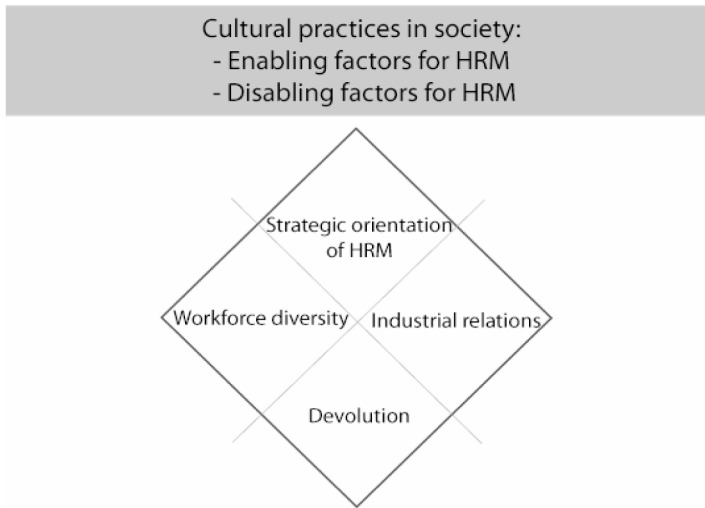 Cultural practices in society:
- Enabling factors for HRM
- Disabling factors for HRM
Strategic orientation
of HRM
Workforce diversity
Industrial relations
Devolution